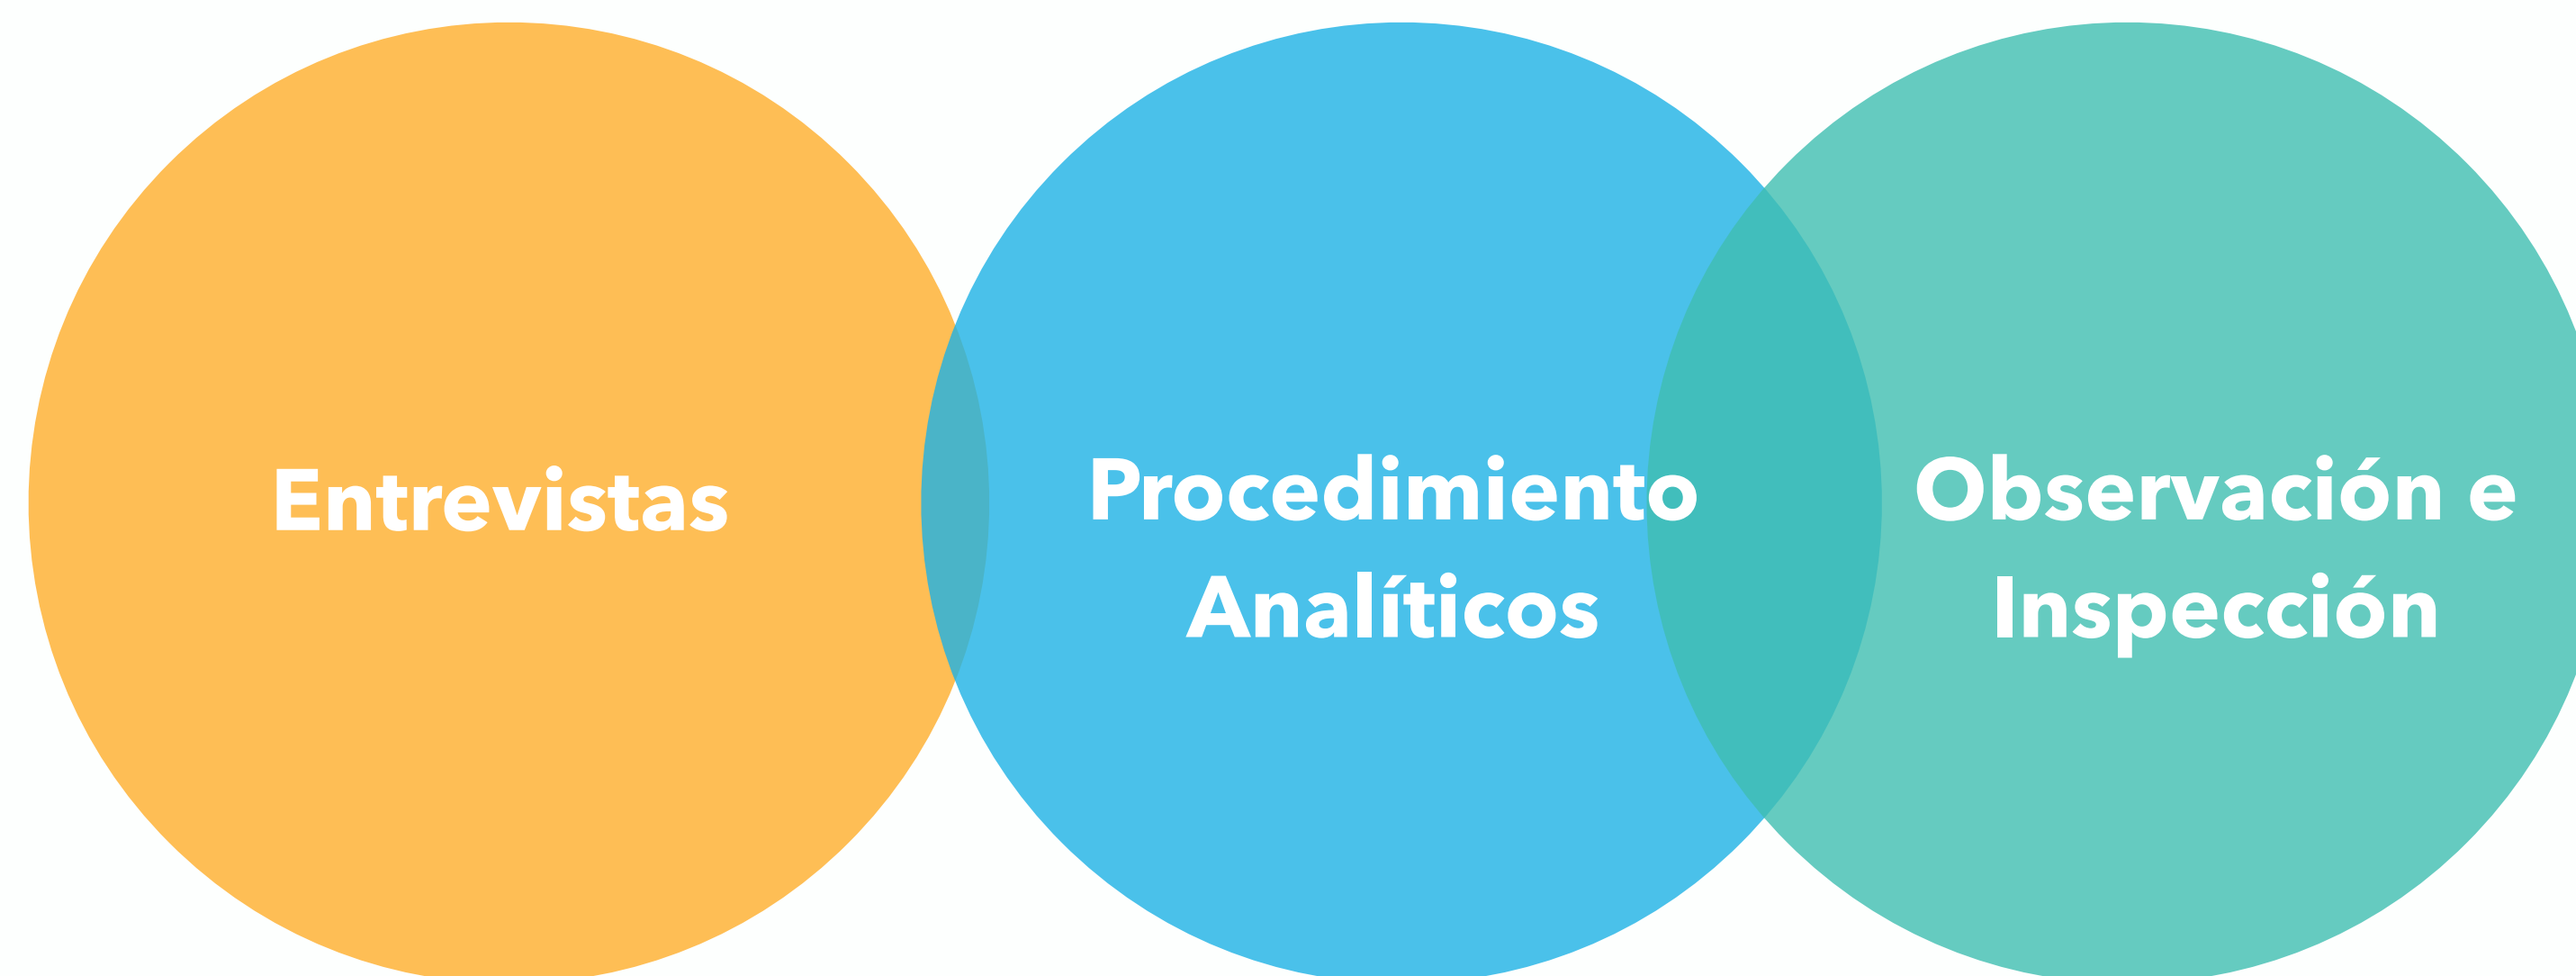 Entrevistas
Procedimiento
Analíticos
Observación e
Inspección